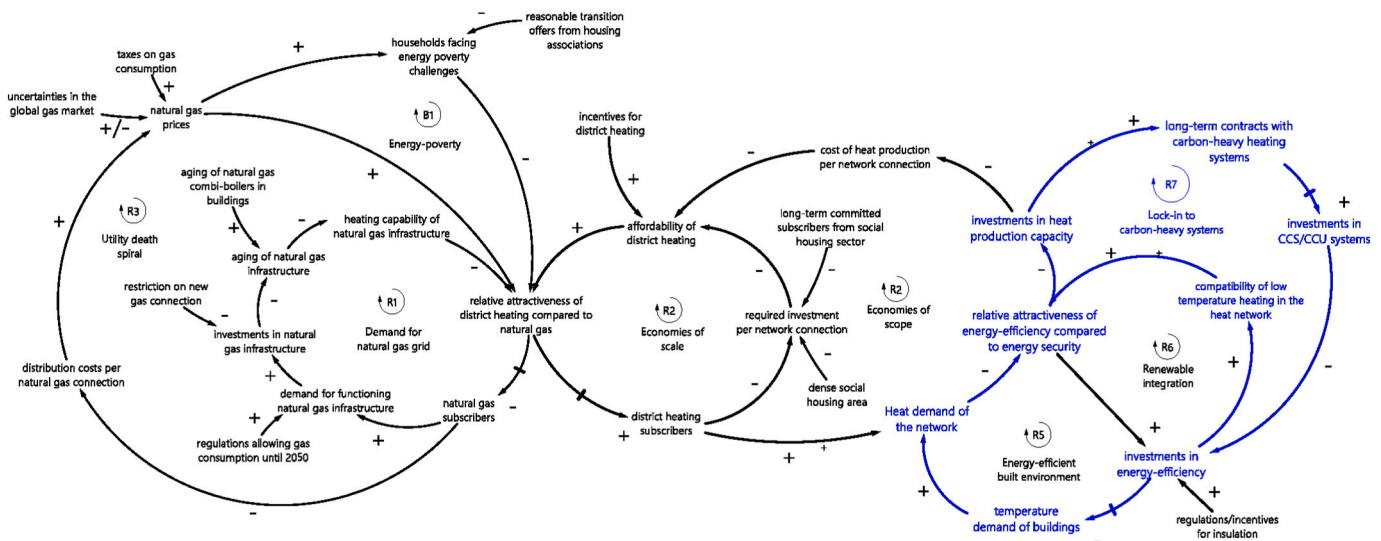 reasonable transition
offers from housing
associations
-
households facing
energy poverty
challenges
+
taxes on gas
consumption
+
uncertainties in the
global gas market
+/-
natural gas
prices
B1
Energy-poverty
-
+
incentives for
district heating
+
cost of heat production
per network connection
-
-
long-term contracts with
carbon-heavy heating
systems
+
+
R7
Lock-in to
carbon-heavy systems
+
investments in
CCS/CCU systems
investments in heat
production capacity
aging of natural gas
combi-boilers in
buildings
+
-
heating capability of
natural gas infrastructure
-
R3
Utility death
spiral
+
aging of natural gas
infrastructure
-
affordability of
district heating
+
long-term committed
subscribers from social
housing sector
-
-
R2
Economies of
scope
restriction on new
gas connection
-
R1
Demand for
natural gas grid
investments in natural
gas infrastructure
relative attractiveness of
district heating compared to
natural gas
R2
Economies of
scale
required investment
per network connection
-
-
dense social
housing area
-
+
+
compatibility of low
temperature heating in the
heat network
relative attractiveness of
energy-efficiency compared
to energy security
R6
Renewable
integration
+
-
distribution costs per
natural gas connection
+
demand for functioning
natural gas infrastructure
+
regulations allowing gas
consumption until 2050
+
natural gas
subscribers
-
+
district heating
subscribers
+
+
Heat demand of
the network
-
R5
Energy-efficient
built environment
+
investments in
energy-efficiency
+
regulations/incentives
for insulation
+
temperature
demand of buildings
-